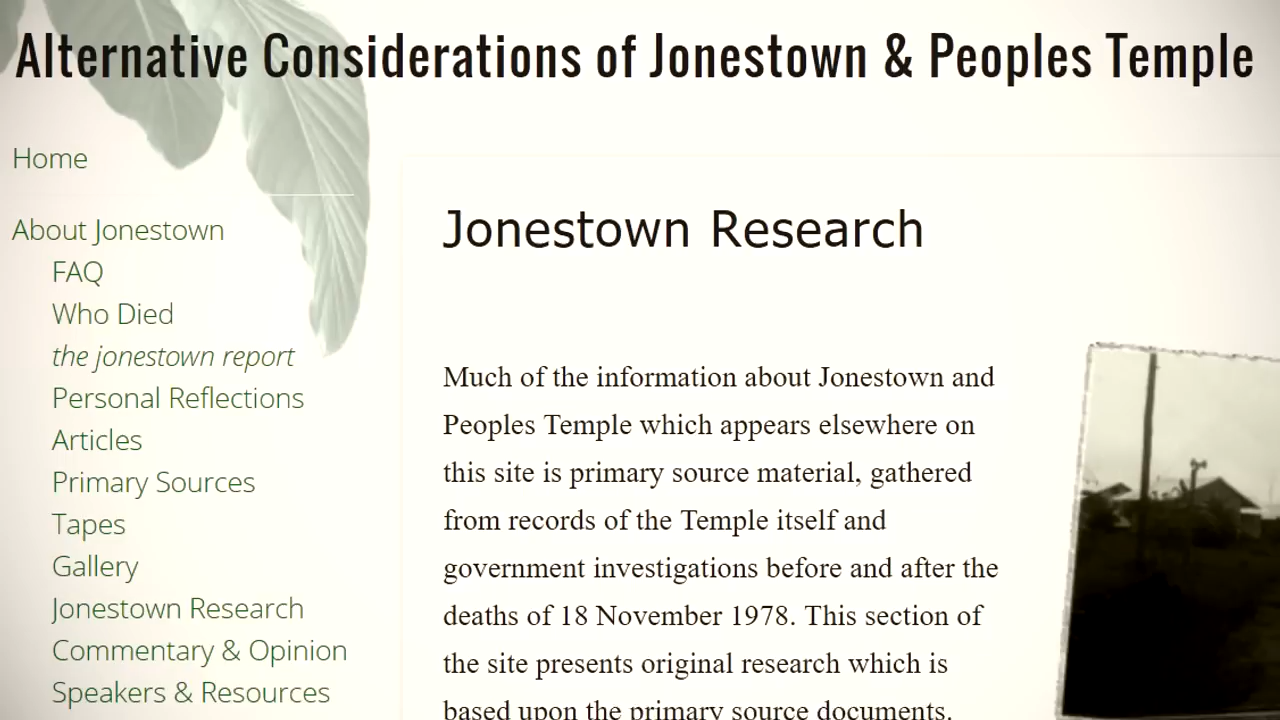 Alternative Considerations of Jonestown & Peoples Temple
Home
About Jonestown
FAQ
Who Died
the jonestown report
Personal Reflections
Articles
Primary Sources
Tapes
Gallery
Jonestown Research
Commentary & Opinion
Speakers & Resources
Jonestown Research
Much of the information about Jonestown and
Peoples Temple which appears elsewhere on
this site is primary source material, gathered
from records of the Temple itself and
government investigations before and after the
deaths of 18 November 1978. This section of
the site presents original research which is
based upon the primary source documents.